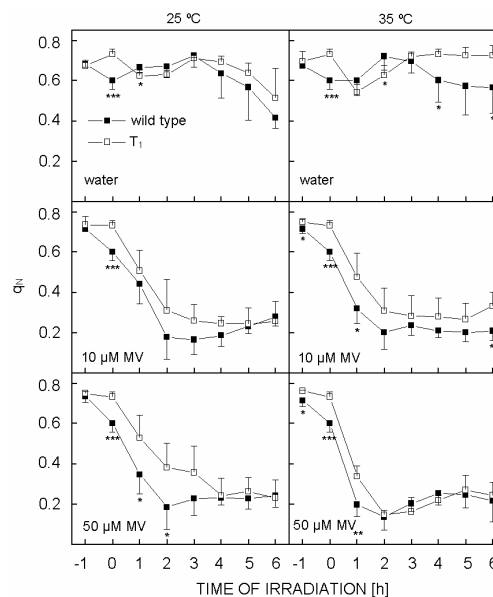 25 ºC 35 ºC
0.8
0.6
0.4
0.2
*** *
wild type
T1
water
*** * * *
water
0.8
0.6
0.4
0.2
***
10 µM MV
* *** * *
10 µM MV
qN
0.8
0.6
0.4
0.2
*** * *
50 µM MV
* *** **
50 µM MV
-1 0 1 2 3 4 5 6 -1 0 1 2 3 4 5 6
TIME OF IRRADIATION [h]